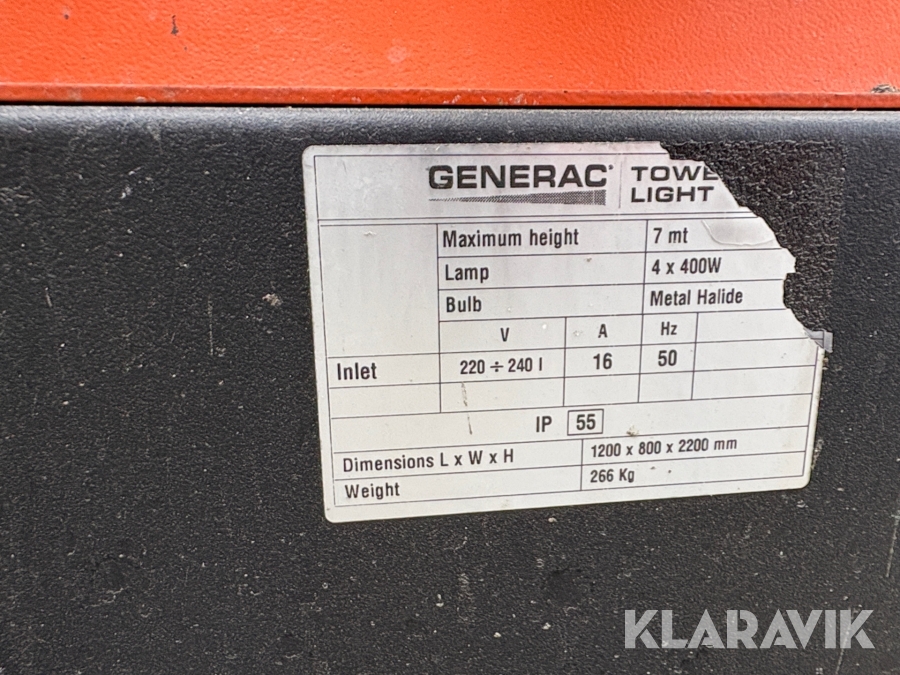 GENERAC
LIGHT
Maximum height 7 mt
Lamp 4 x 400W
Bulb Metal Halide
V A Hz
Inlet 220 ÷ 240 I 16 50
IP 55
Dimensions L x W x H 1200 x 800 x 2200 mm
Weight 266 Kg
KLARAVIK